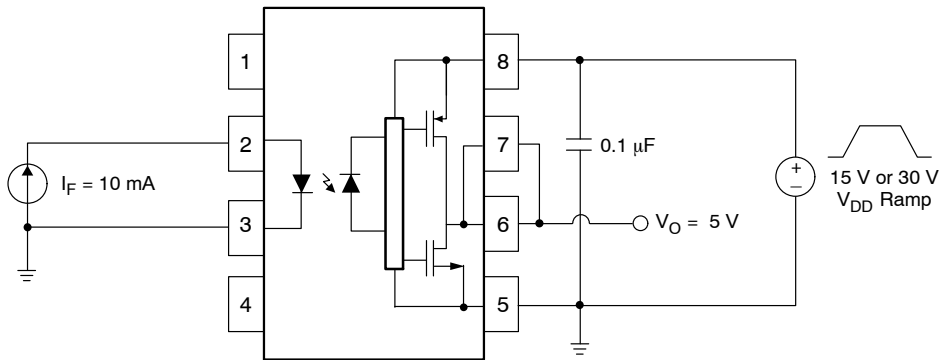 1
8
2
7
I_F = 10 mA
0.1 μF
+
–
15 V or 30 V
V_DD Ramp
3
6
V_O = 5 V
4
5